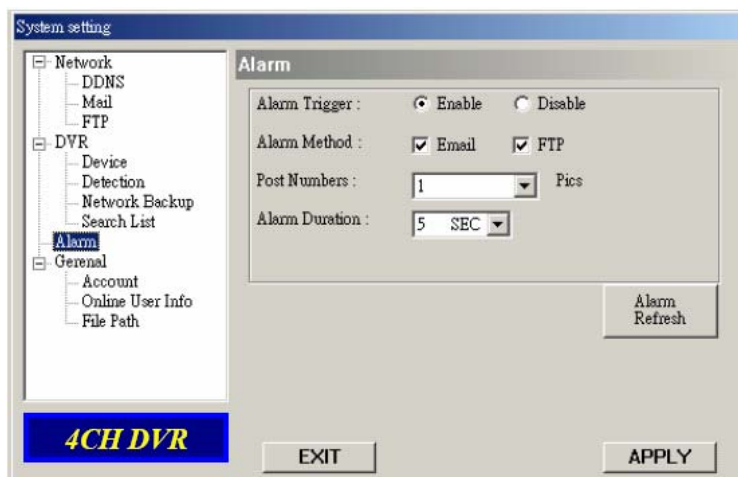 System setting
Network
DDNS
Mail
FTP
DVR
Device
Detection
Network Backup
Search List
Alarm
Gerenal
Account
Online User Info
File Path
4CH DVR
Alarm
Alarm Trigger : Enable Disable
Alarm Method : Email FTP
Post Numbers : 1 Pics
Alarm Duration : 5 SEC
Alarm
Refresh
EXIT APPLY